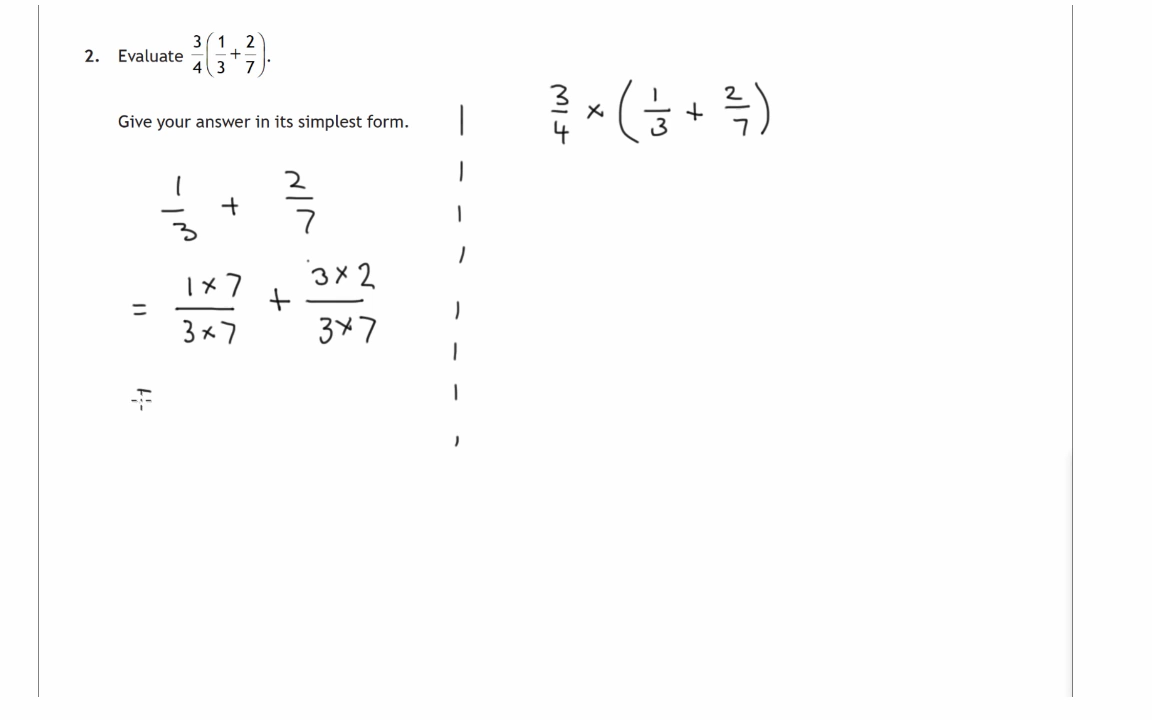 2. Evaluate 3/4(1/3+2/7).
Give your answer in its simplest form.
1/3 + 2/7
= 1×7/3×7 + 3×2/3×7
=
3/4 × (1/3 + 2/7)